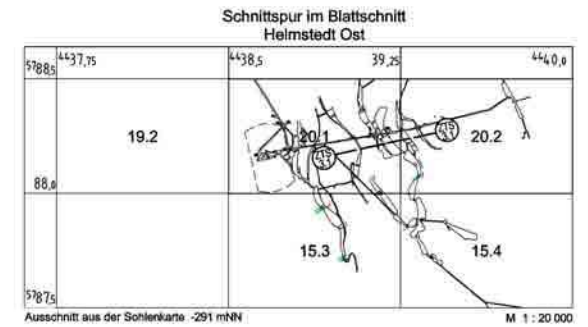 Schnittspur im Blattschnitt
Helmstedt Ost
4437,75 4438,5 39,25 4440,0
5788,5
19.2 20.1 20.2
88,0
15.3 15.4
5787,5
Ausschnitt aus der Sohlenkarte -291 mNN M 1 : 20 000